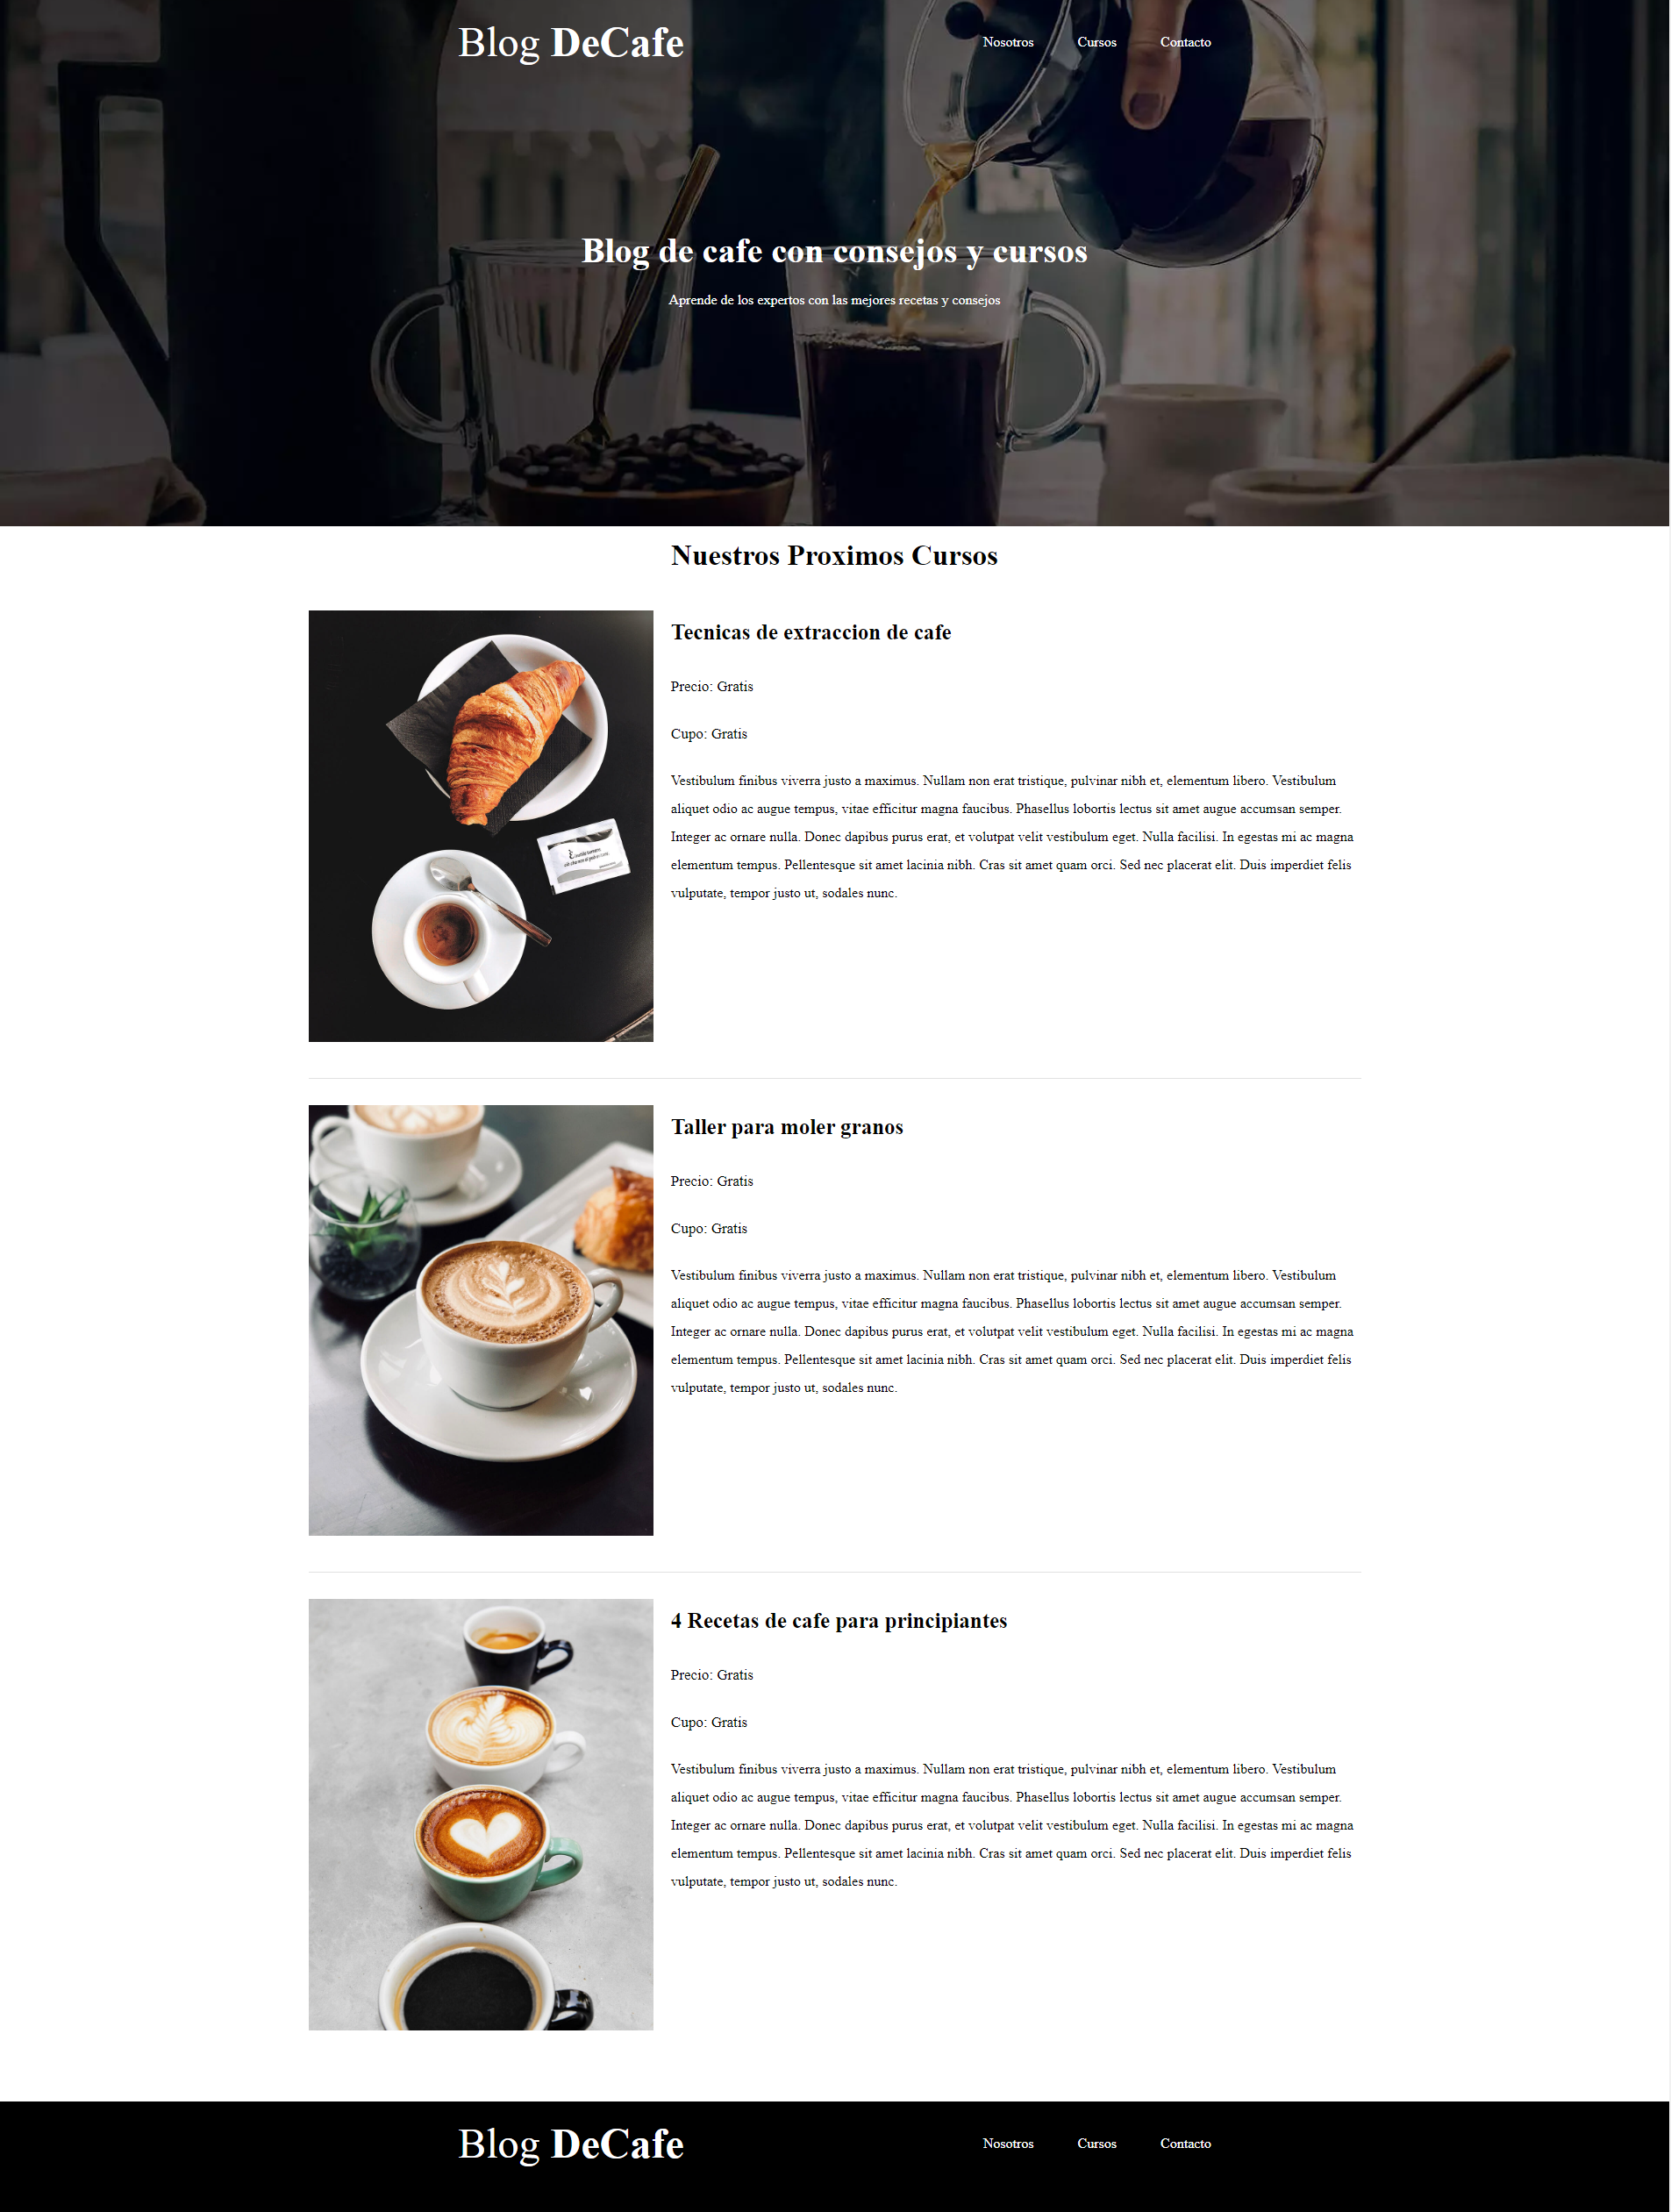 Blog DeCafe
Nosotros Cursos Contacto
Blog de cafe con consejos y cursos
Aprende de los expertos con las mejores recetas y consejos
Nuestros Proximos Cursos
Tecnicas de extraccion de cafe
Precio: Gratis
Cupo: Gratis
Vestibulum finibus viverra justo a maximus. Nullam non erat tristique, pulvinar nibh et, elementum libero. Vestibulum
aliquet odio ac augue tempus, vitae efficitur magna faucibus. Phasellus lobortis lectus sit amet augue accumsan semper.
Integer ac ornare nulla. Donec dapibus purus erat, et volutpat velit vestibulum eget. Nulla facilisi. In egestas mi ac magna
elementum tempus. Pellentesque sit amet lacinia nibh. Cras sit amet quam orci. Sed nec placerat elit. Duis imperdiet felis
vulputate, tempor justo ut, sodales nunc.
Taller para moler granos
Precio: Gratis
Cupo: Gratis
Vestibulum finibus viverra justo a maximus. Nullam non erat tristique, pulvinar nibh et, elementum libero. Vestibulum
aliquet odio ac augue tempus, vitae efficitur magna faucibus. Phasellus lobortis lectus sit amet augue accumsan semper.
Integer ac ornare nulla. Donec dapibus purus erat, et volutpat velit vestibulum eget. Nulla facilisi. In egestas mi ac magna
elementum tempus. Pellentesque sit amet lacinia nibh. Cras sit amet quam orci. Sed nec placerat elit. Duis imperdiet felis
vulputate, tempor justo ut, sodales nunc.
4 Recetas de cafe para principiantes
Precio: Gratis
Cupo: Gratis
Vestibulum finibus viverra justo a maximus. Nullam non erat tristique, pulvinar nibh et, elementum libero. Vestibulum
aliquet odio ac augue tempus, vitae efficitur magna faucibus. Phasellus lobortis lectus sit amet augue accumsan semper.
Integer ac ornare nulla. Donec dapibus purus erat, et volutpat velit vestibulum eget. Nulla facilisi. In egestas mi ac magna
elementum tempus. Pellentesque sit amet lacinia nibh. Cras sit amet quam orci. Sed nec placerat elit. Duis imperdiet felis
vulputate, tempor justo ut, sodales nunc.
Blog DeCafe
Nosotros Cursos Contacto